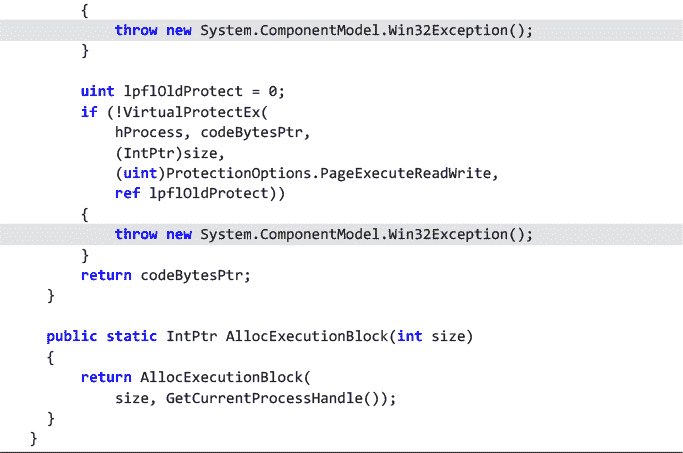 {
throw new System.ComponentModel.Win32Exception();
}
uint lpflOldProtect = 0;
if (!VirtualProtectEx(
hProcess, codeBytesPtr,
(IntPtr)size,
(uint)ProtectionOptions.PageExecuteReadWrite,
ref lpflOldProtect))
{
throw new System.ComponentModel.Win32Exception();
}
return codeBytesPtr;
}
public static IntPtr AllocExecutionBlock(int size)
{
return AllocExecutionBlock(
size, GetCurrentProcessHandle());
}
}